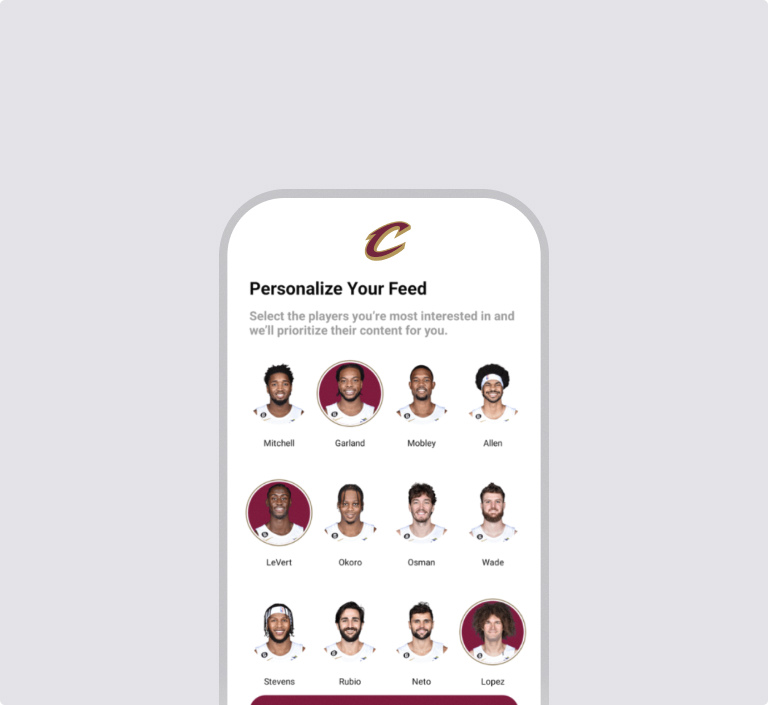 Personalize Your Feed
Select the players you're most interested in and
we'll prioritize their content for you.
Mitchell Garland Mobley Allen
LeVert Okoro Osman Wade
Stevens Rubio Neto Lopez